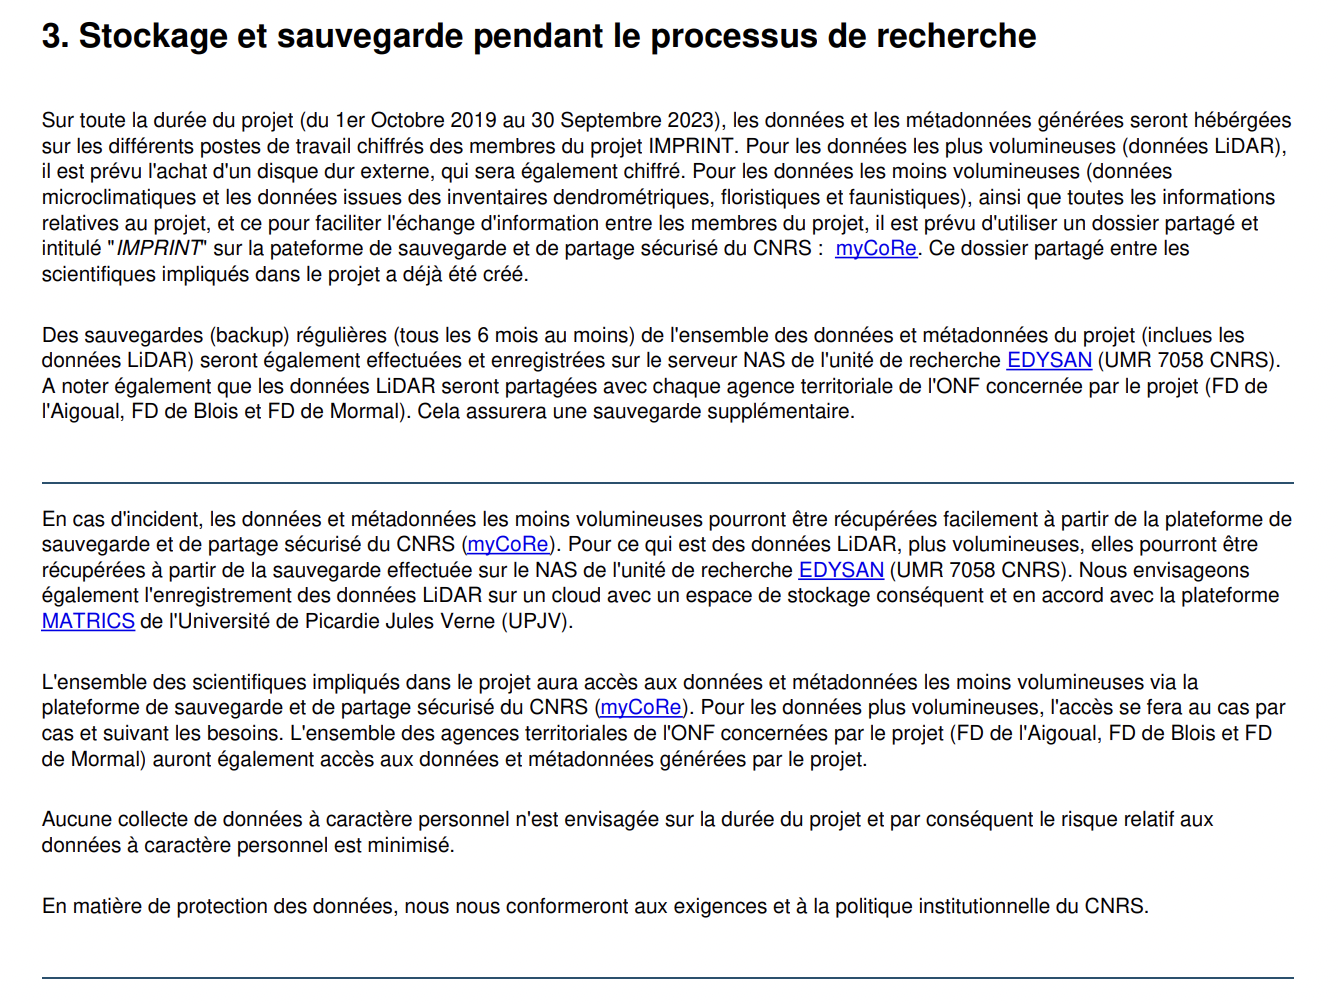 3. Stockage et sauvegarde pendant le processus de recherche
Sur toute la durée du projet (du 1er Octobre 2019 au 30 Septembre 2023), les données et les métadonnées générées seront hébérgées
sur les différents postes de travail chiffrés des membres du projet IMPRINT. Pour les données les plus volumineuses (données LiDAR),
il est prévu l'achat d'un disque dur externe, qui sera également chiffré. Pour les données les moins volumineuses (données
microclimatiques et les données issues des inventaires dendrométriques, floristiques et faunistiques), ainsi que toutes les informations
relatives au projet, et ce pour faciliter l'échange d'information entre les membres du projet, il est prévu d'utiliser un dossier partagé et
intitulé "IMPRINT" sur la pateforme de sauvegarde et de partage sécurisé du CNRS : myCoRe. Ce dossier partagé entre les
scientifiques impliqués dans le projet a déjà été créé.
Des sauvegardes (backup) régulières (tous les 6 mois au moins) de l'ensemble des données et métadonnées du projet (inclues les
données LiDAR) seront également effectuées et enregistrées sur le serveur NAS de l'unité de recherche EDYSAN (UMR 7058 CNRS).
A noter également que les données LiDAR seront partagées avec chaque agence territoriale de l'ONF concernée par le projet (FD de
l'Aigoual, FD de Blois et FD de Mormal). Cela assurera une sauvegarde supplémentaire.
En cas d'incident, les données et métadonnées les moins volumineuses pourront être récupérées facilement à partir de la plateforme de
sauvegarde et de partage sécurisé du CNRS (myCoRe). Pour ce qui est des données LiDAR, plus volumineuses, elles pourront être
récupérées à partir de la sauvegarde effectuée sur le NAS de l'unité de recherche EDYSAN (UMR 7058 CNRS). Nous envisageons
également l'enregistrement des données LiDAR sur un cloud avec un espace de stockage conséquent et en accord avec la plateforme
MATRICS de l'Université de Picardie Jules Verne (UPJV).
L'ensemble des scientifiques impliqués dans le projet aura accès aux données et métadonnées les moins volumineuses via la
plateforme de sauvegarde et de partage sécurisé du CNRS (myCoRe). Pour les données plus volumineuses, l'accès se fera au cas par
cas et suivant les besoins. L'ensemble des agences territoriales de l'ONF concernées par le projet (FD de l'Aigoual, FD de Blois et FD
de Mormal) auront également accès aux données et métadonnées générées par le projet.
Aucune collecte de données à caractère personnel n'est envisagée sur la durée du projet et par conséquent le risque relatif aux
données à caractère personnel est minimisé.
En matière de protection des données, nous nous conformeront aux exigences et à la politique institutionnelle du CNRS.